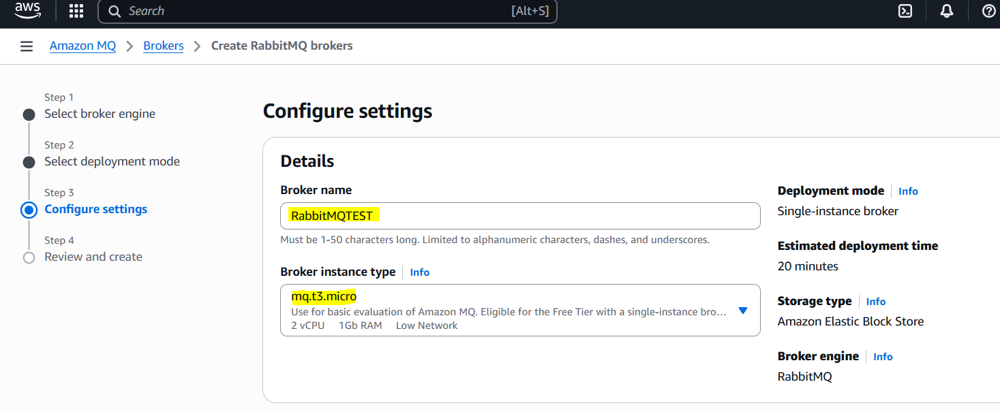 aws
Search
[Alt+S]
Amazon MQ
Brokers
Create RabbitMQ brokers
Step 1
Select broker engine
Step 2
Select deployment mode
Step 3
Configure settings
Step 4
Review and create
Configure settings
Details
Broker name
RabbitMQTEST
Must be 1-50 characters long. Limited to alphanumeric characters, dashes, and underscores.
Broker instance type
Info
mq.t3.micro
Use for basic evaluation of Amazon MQ. Eligible for the Free Tier with a single-instance bro...
2 vCPU 1Gb RAM Low Network
Deployment mode
Info
Single-instance broker
Estimated deployment time
20 minutes
Storage type
Info
Amazon Elastic Block Store
Broker engine
Info
RabbitMQ